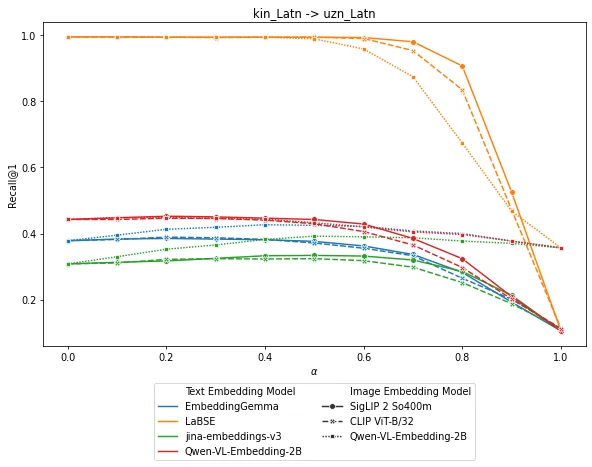 kin_Latn -> uzn_Latn
Recall@1
1.0
0.8
0.6
0.4
0.2
0.0 0.2 0.4 0.6 0.8 1.0
α
Text Embedding Model Image Embedding Model
EmbeddingGemma SigLIP 2 So400m
LaBSE CLIP ViT-B/32
jina-embeddings-v3 Qwen-VL-Embedding-2B
Qwen-VL-Embedding-2B